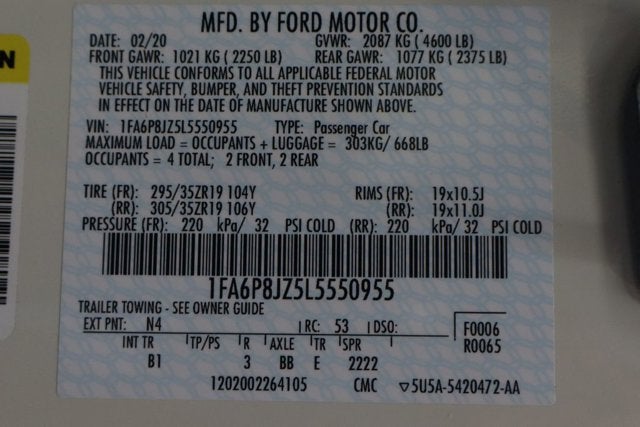 MFD. BY FORD MOTOR CO.
DATE: 02/20 GVWR: 2087 KG ( 4600 LB)
FRONT GAWR: 1021 KG ( 2250 LB) REAR GAWR: 1077 KG ( 2375 LB)
THIS VEHICLE CONFORMS TO ALL APPLICABLE FEDERAL MOTOR
VEHICLE SAFETY, BUMPER, AND THEFT PREVENTION STANDARDS
IN EFFECT ON THE DATE OF MANUFACTURE SHOWN ABOVE.
VIN: 1FA6P8JZ5L5550955 TYPE: Passenger Car
MAXIMUM LOAD = OCCUPANTS + LUGGAGE = 303KG/ 668LB
OCCUPANTS = 4 TOTAL; 2 FRONT, 2 REAR
TIRE (FR): 295/35ZR19 104Y RIMS (FR): 19x10.5J
(RR): 305/35ZR19 106Y (RR): 19x11.0J
PRESSURE (FR): 220 kPa/ 32 PSI COLD (RR): 220 kPa/ 32 PSI COLD
1FA6P8JZ5L5550955
TRAILER TOWING - SEE OWNER GUIDE
EXT PNT: N4 RC: 53 DSO: F0006
INT TR TP/PS R AXLE TR SPR R0065
B1 3 BB E 2222
1202002264105 CMC ▽5U5A-5420472-AA
N